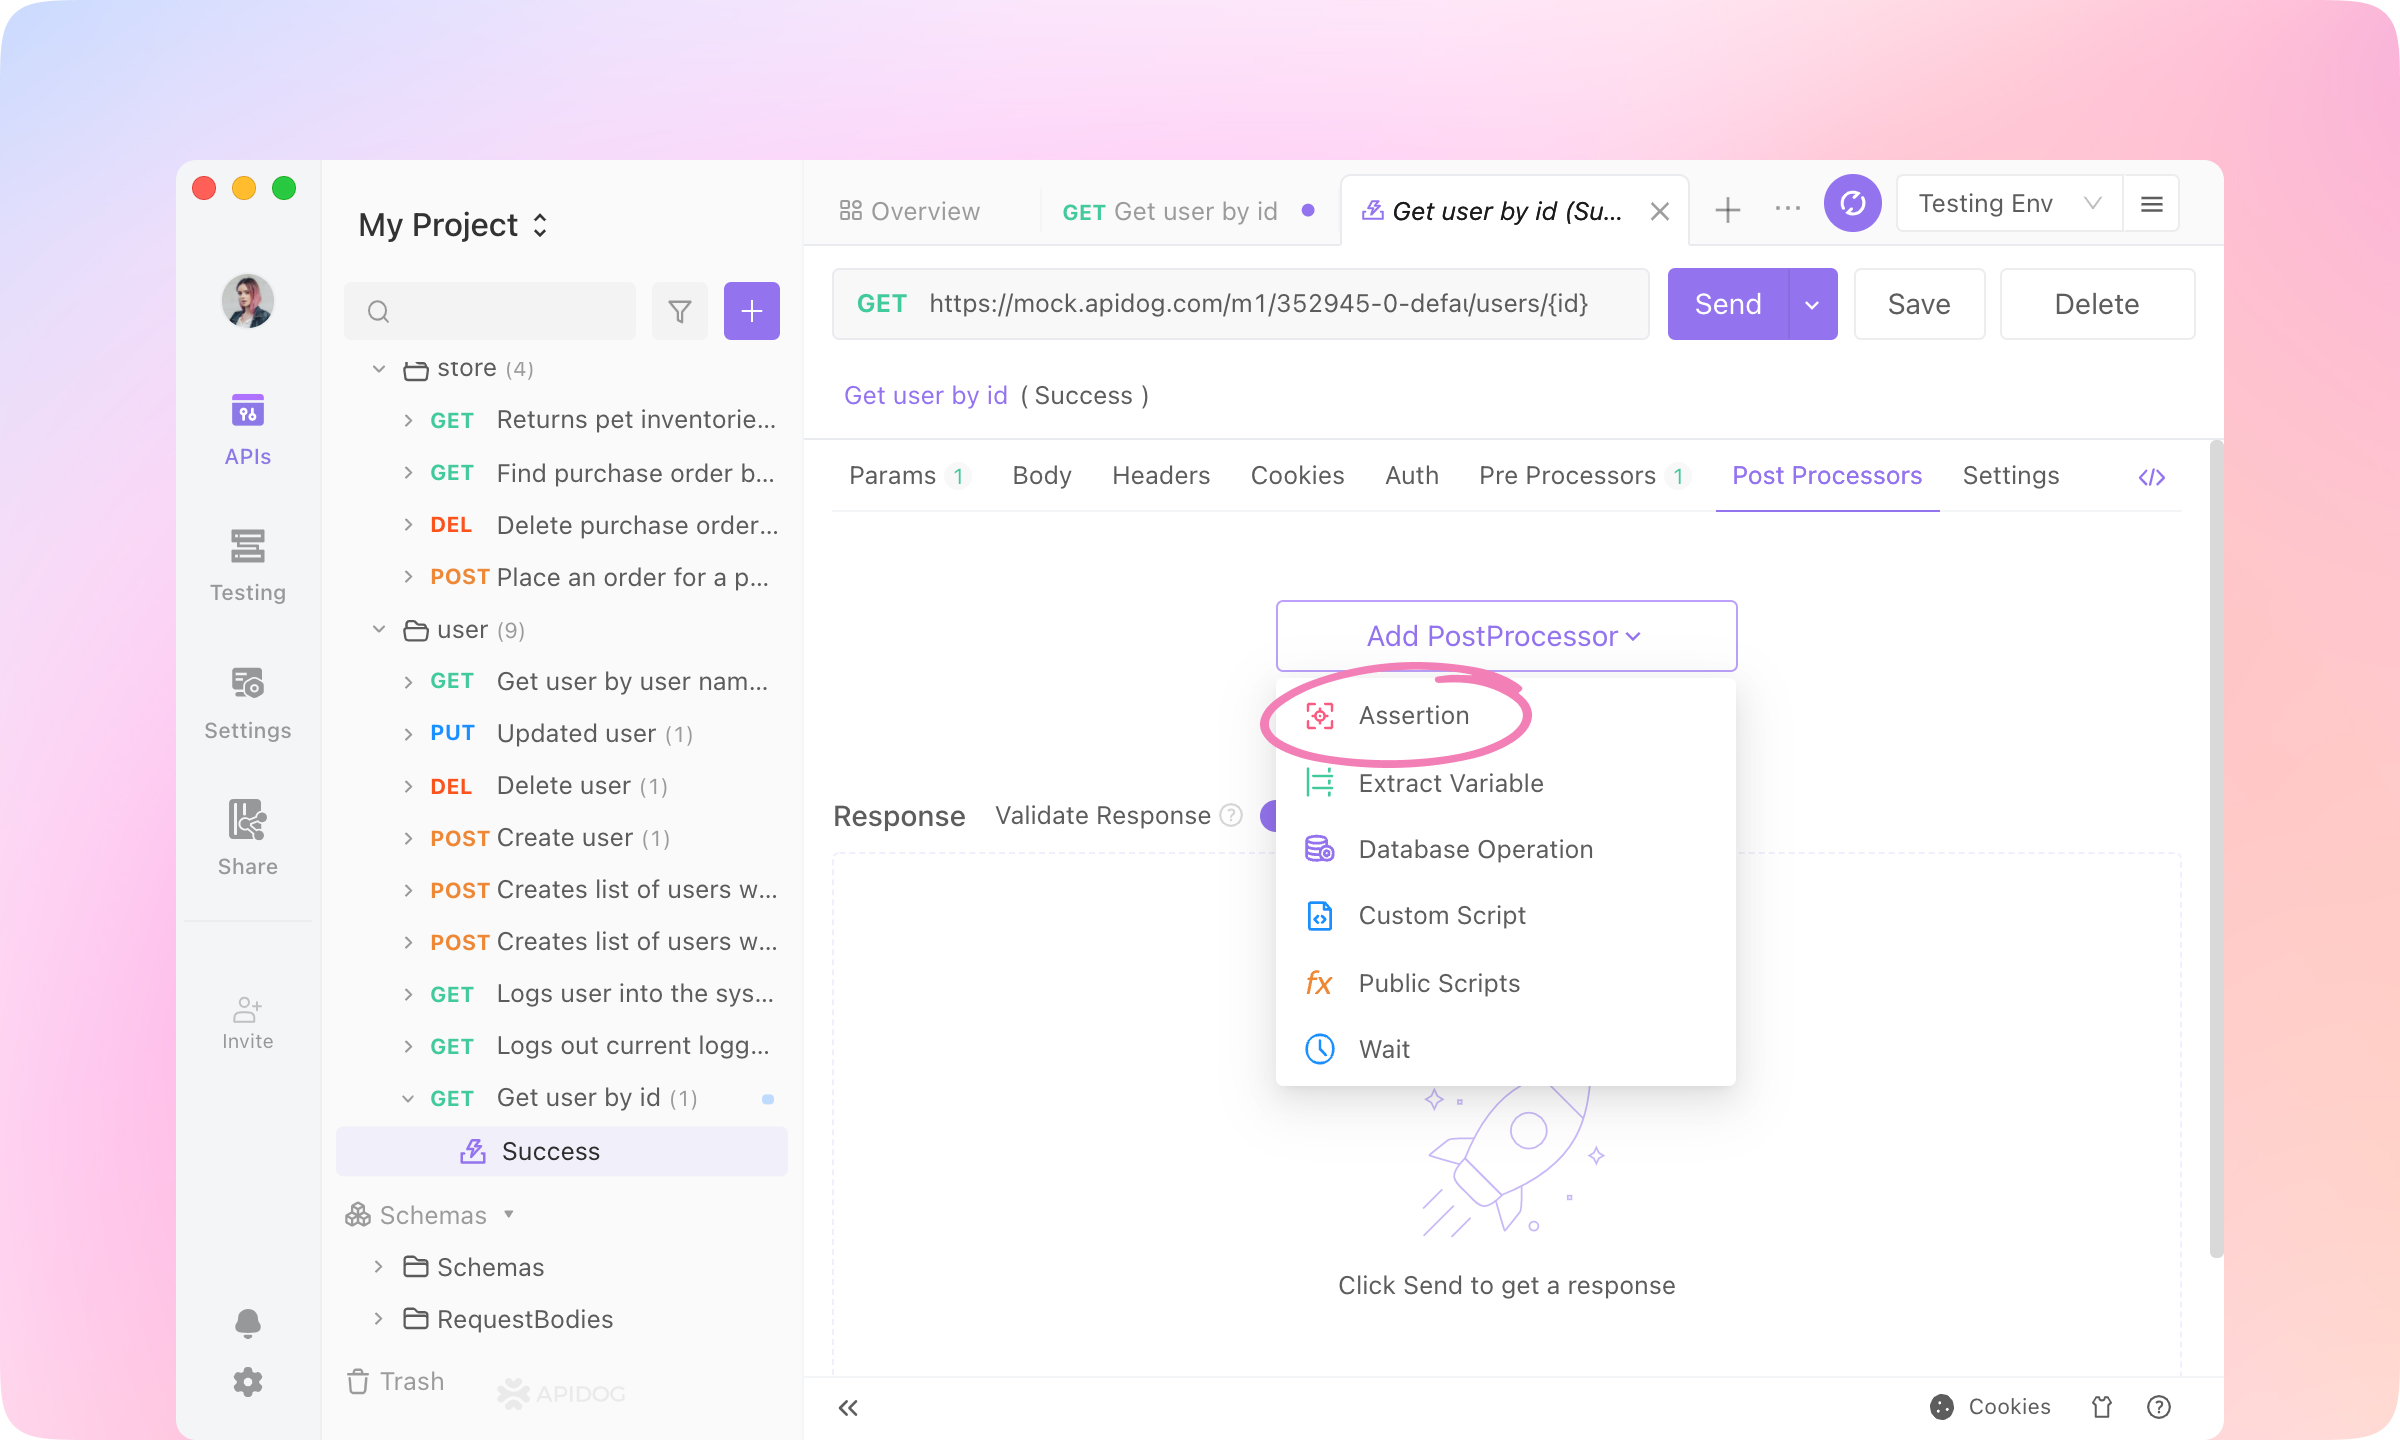 My Project
APIs
Testing
Settings
Share
Invite
store (4)
GET Returns pet inventorie...
GET Find purchase order b...
DEL Delete purchase order...
POST Place an order for a p...
user (9)
GET Get user by user nam...
PUT Updated user (1)
DEL Delete user (1)
POST Create user (1)
POST Creates list of users w...
POST Creates list of users w...
GET Logs user into the sys...
GET Logs out current logg...
GET Get user by id (1)
Success
Schemas
Schemas
RequestBodies
Trash
APIDOG
Overview
GET Get user by id
Get user by id (Su...
Testing Env
GET https://mock.apidog.com/m1/352945-0-defau/users/{id}
Send
Save
Delete
Get user by id ( Success )
Params 1
Body
Headers
Cookies
Auth
Pre Processors 1
Post Processors
Settings
Add PostProcessor
Assertion
Extract Variable
Database Operation
Custom Script
fx Public Scripts
Wait
Response
Validate Response ?
Click Send to get a response
Cookies
?